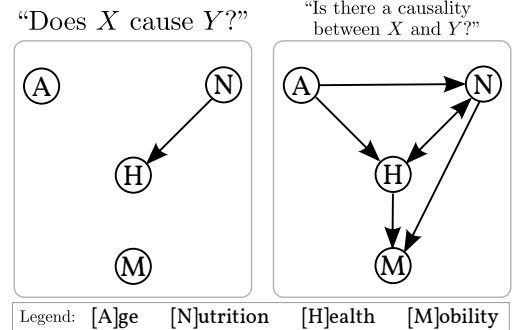 “Does X cause Y?”
“Is there a causality
between X and Y?”
A
N
H
M
A
N
H
M
Legend: [A]ge [N]utrition [H]ealth [M]obility